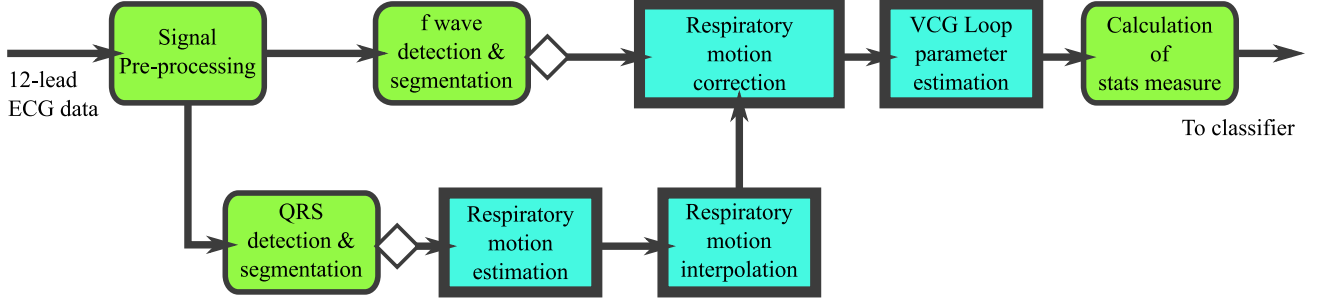 12-lead
ECG data
Signal
Pre-processing
f wave
detection &
segmentation
Respiratory
motion
correction
VCG Loop
parameter
estimation
Calculation
of
stats measure
To classifier
QRS
detection &
segmentation
Respiratory
motion
estimation
Respiratory
motion
interpolation